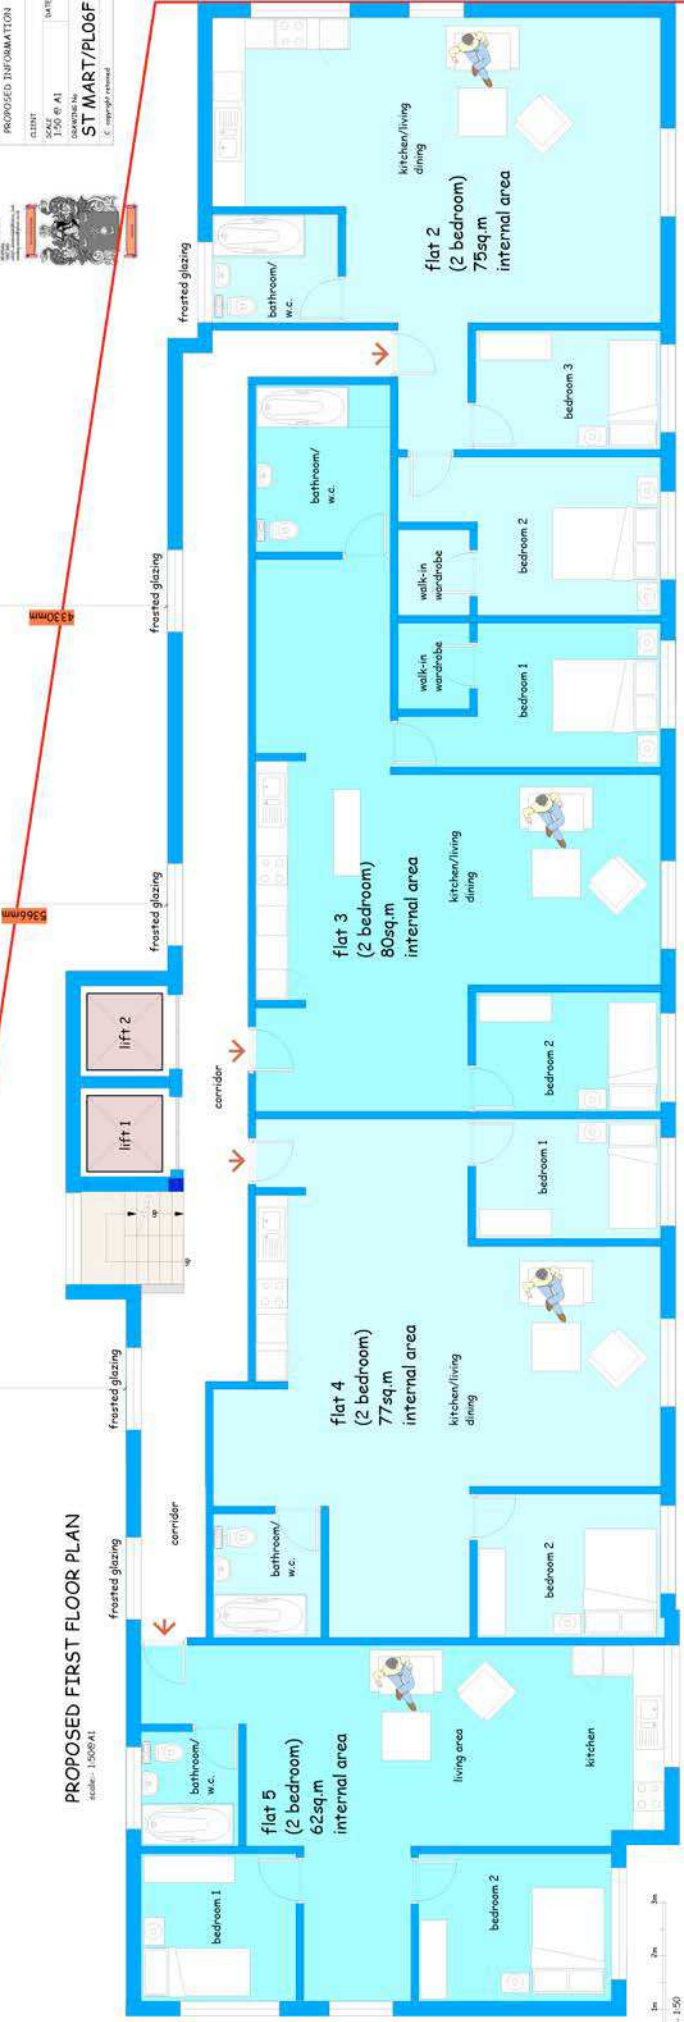 PROPOSED INFORMATION
CLIENT
SCALE
1:50 @ A1
DATE
DRAWING No
ST MART/PL06F
© copyright retained
4330mm
5366mm
PROPOSED FIRST FLOOR PLAN
scale:- 1:50@A1
frosted glazing
frosted glazing
frosted glazing
frosted glazing
frosted glazing
lift 1
lift 2
up
up
corridor
corridor
flat 5
(2 bedroom)
62sq.m
internal area
bathroom/
w.c.
bedroom 1
bedroom 2
living area
kitchen
flat 4
(2 bedroom)
77sq.m
internal area
kitchen/living
dining
bathroom/
w.c.
bedroom 2
bedroom 1
flat 3
(2 bedroom)
80sq.m
internal area
kitchen/living
dining
bedroom 2
bedroom 1
walk-in
wardrobe
bathroom/
w.c.
flat 2
(2 bedroom)
75sq.m
internal area
kitchen/living
dining
bathroom/
w.c.
walk-in
wardrobe
bedroom 2
bedroom 3
1m
2m
3m
- 1:50